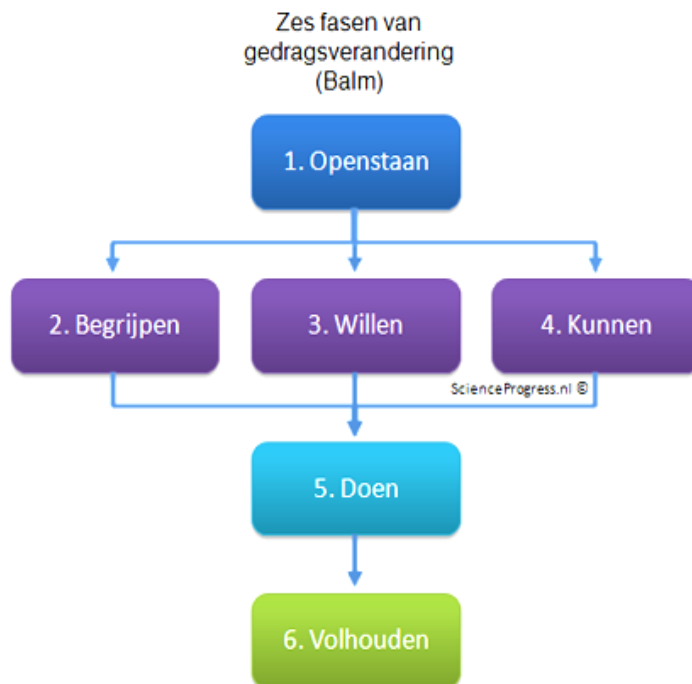 Zes fasen van
gedragsverandering
(Balm)
1. Openstaan
2. Begrijpen
3. Willen
4. Kunnen
ScienceProgress.nl ©
5. Doen
6. Volhouden